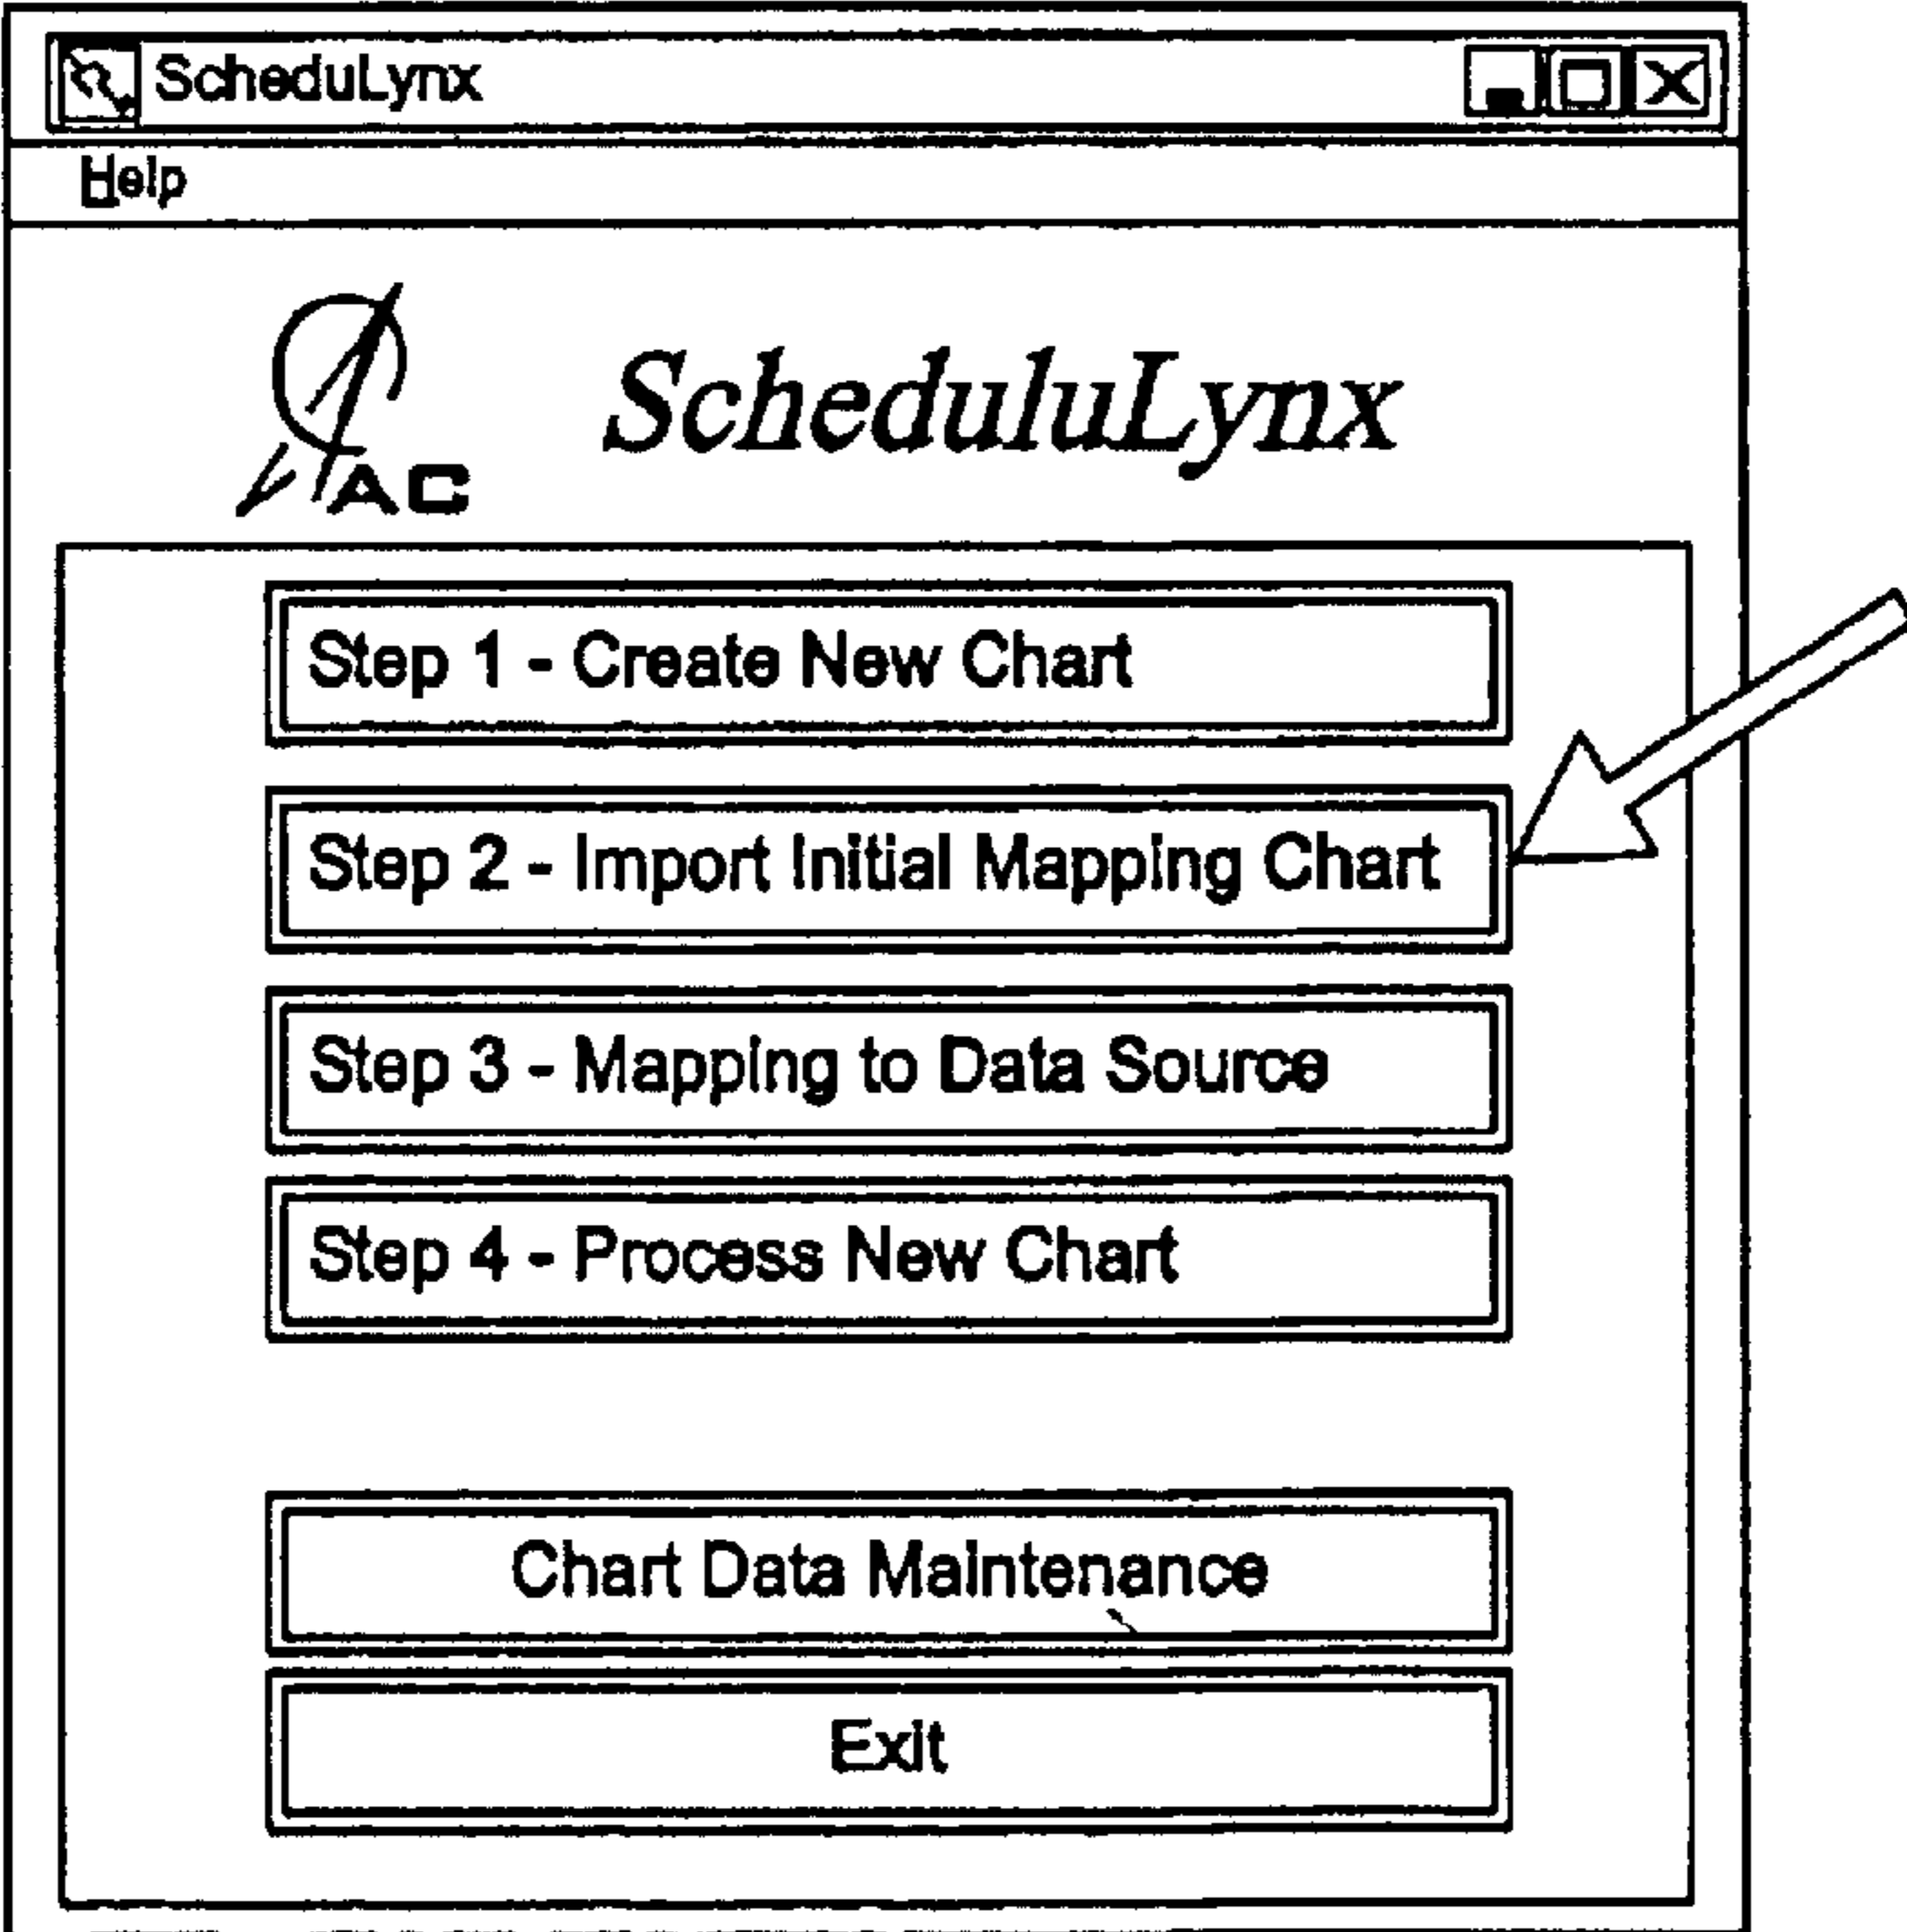 ScheduLynx
Help
AC
ScheduluLynx
Step 1 - Create New Chart
Step 2 - Import Initial Mapping Chart
Step 3 - Mapping to Data Source
Step 4 - Process New Chart
Chart Data Maintenance
Exit